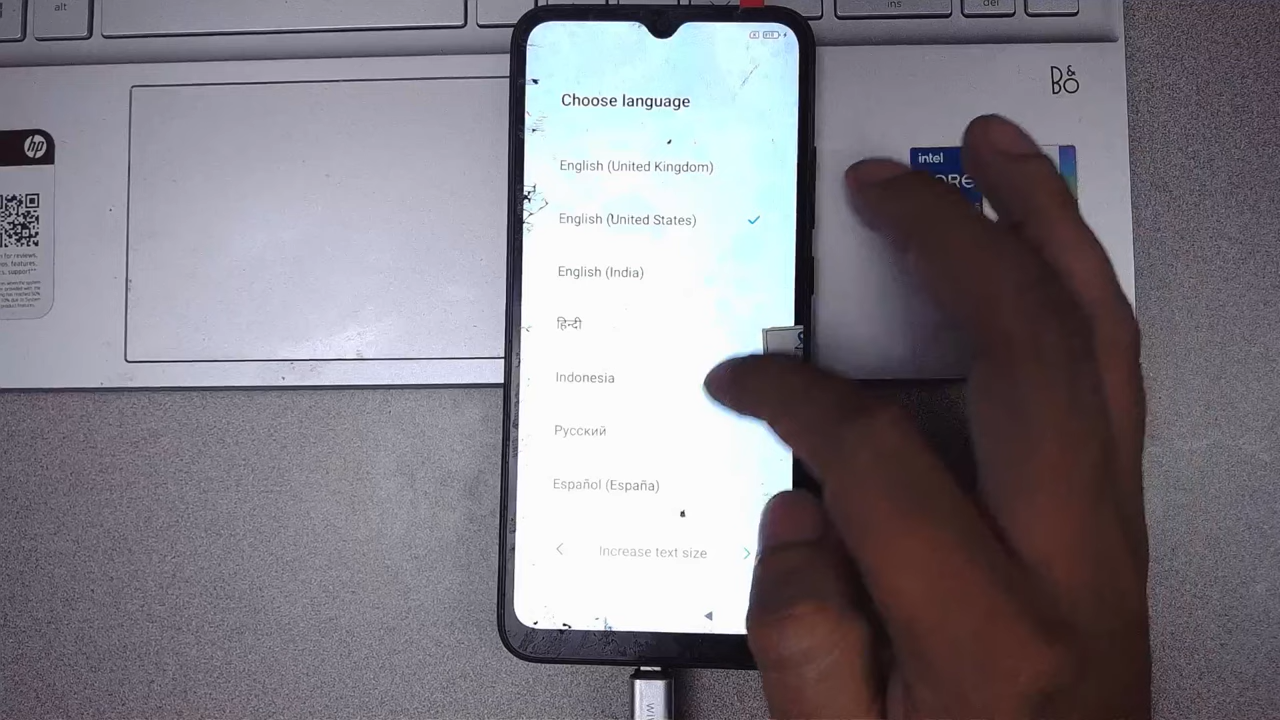 alt
ins
del
B&O
hp
intel
CORE
Choose language
English (United Kingdom)
English (United States)
English (India)
हिन्दी
Indonesia
Русский
Español (España)
Increase text size